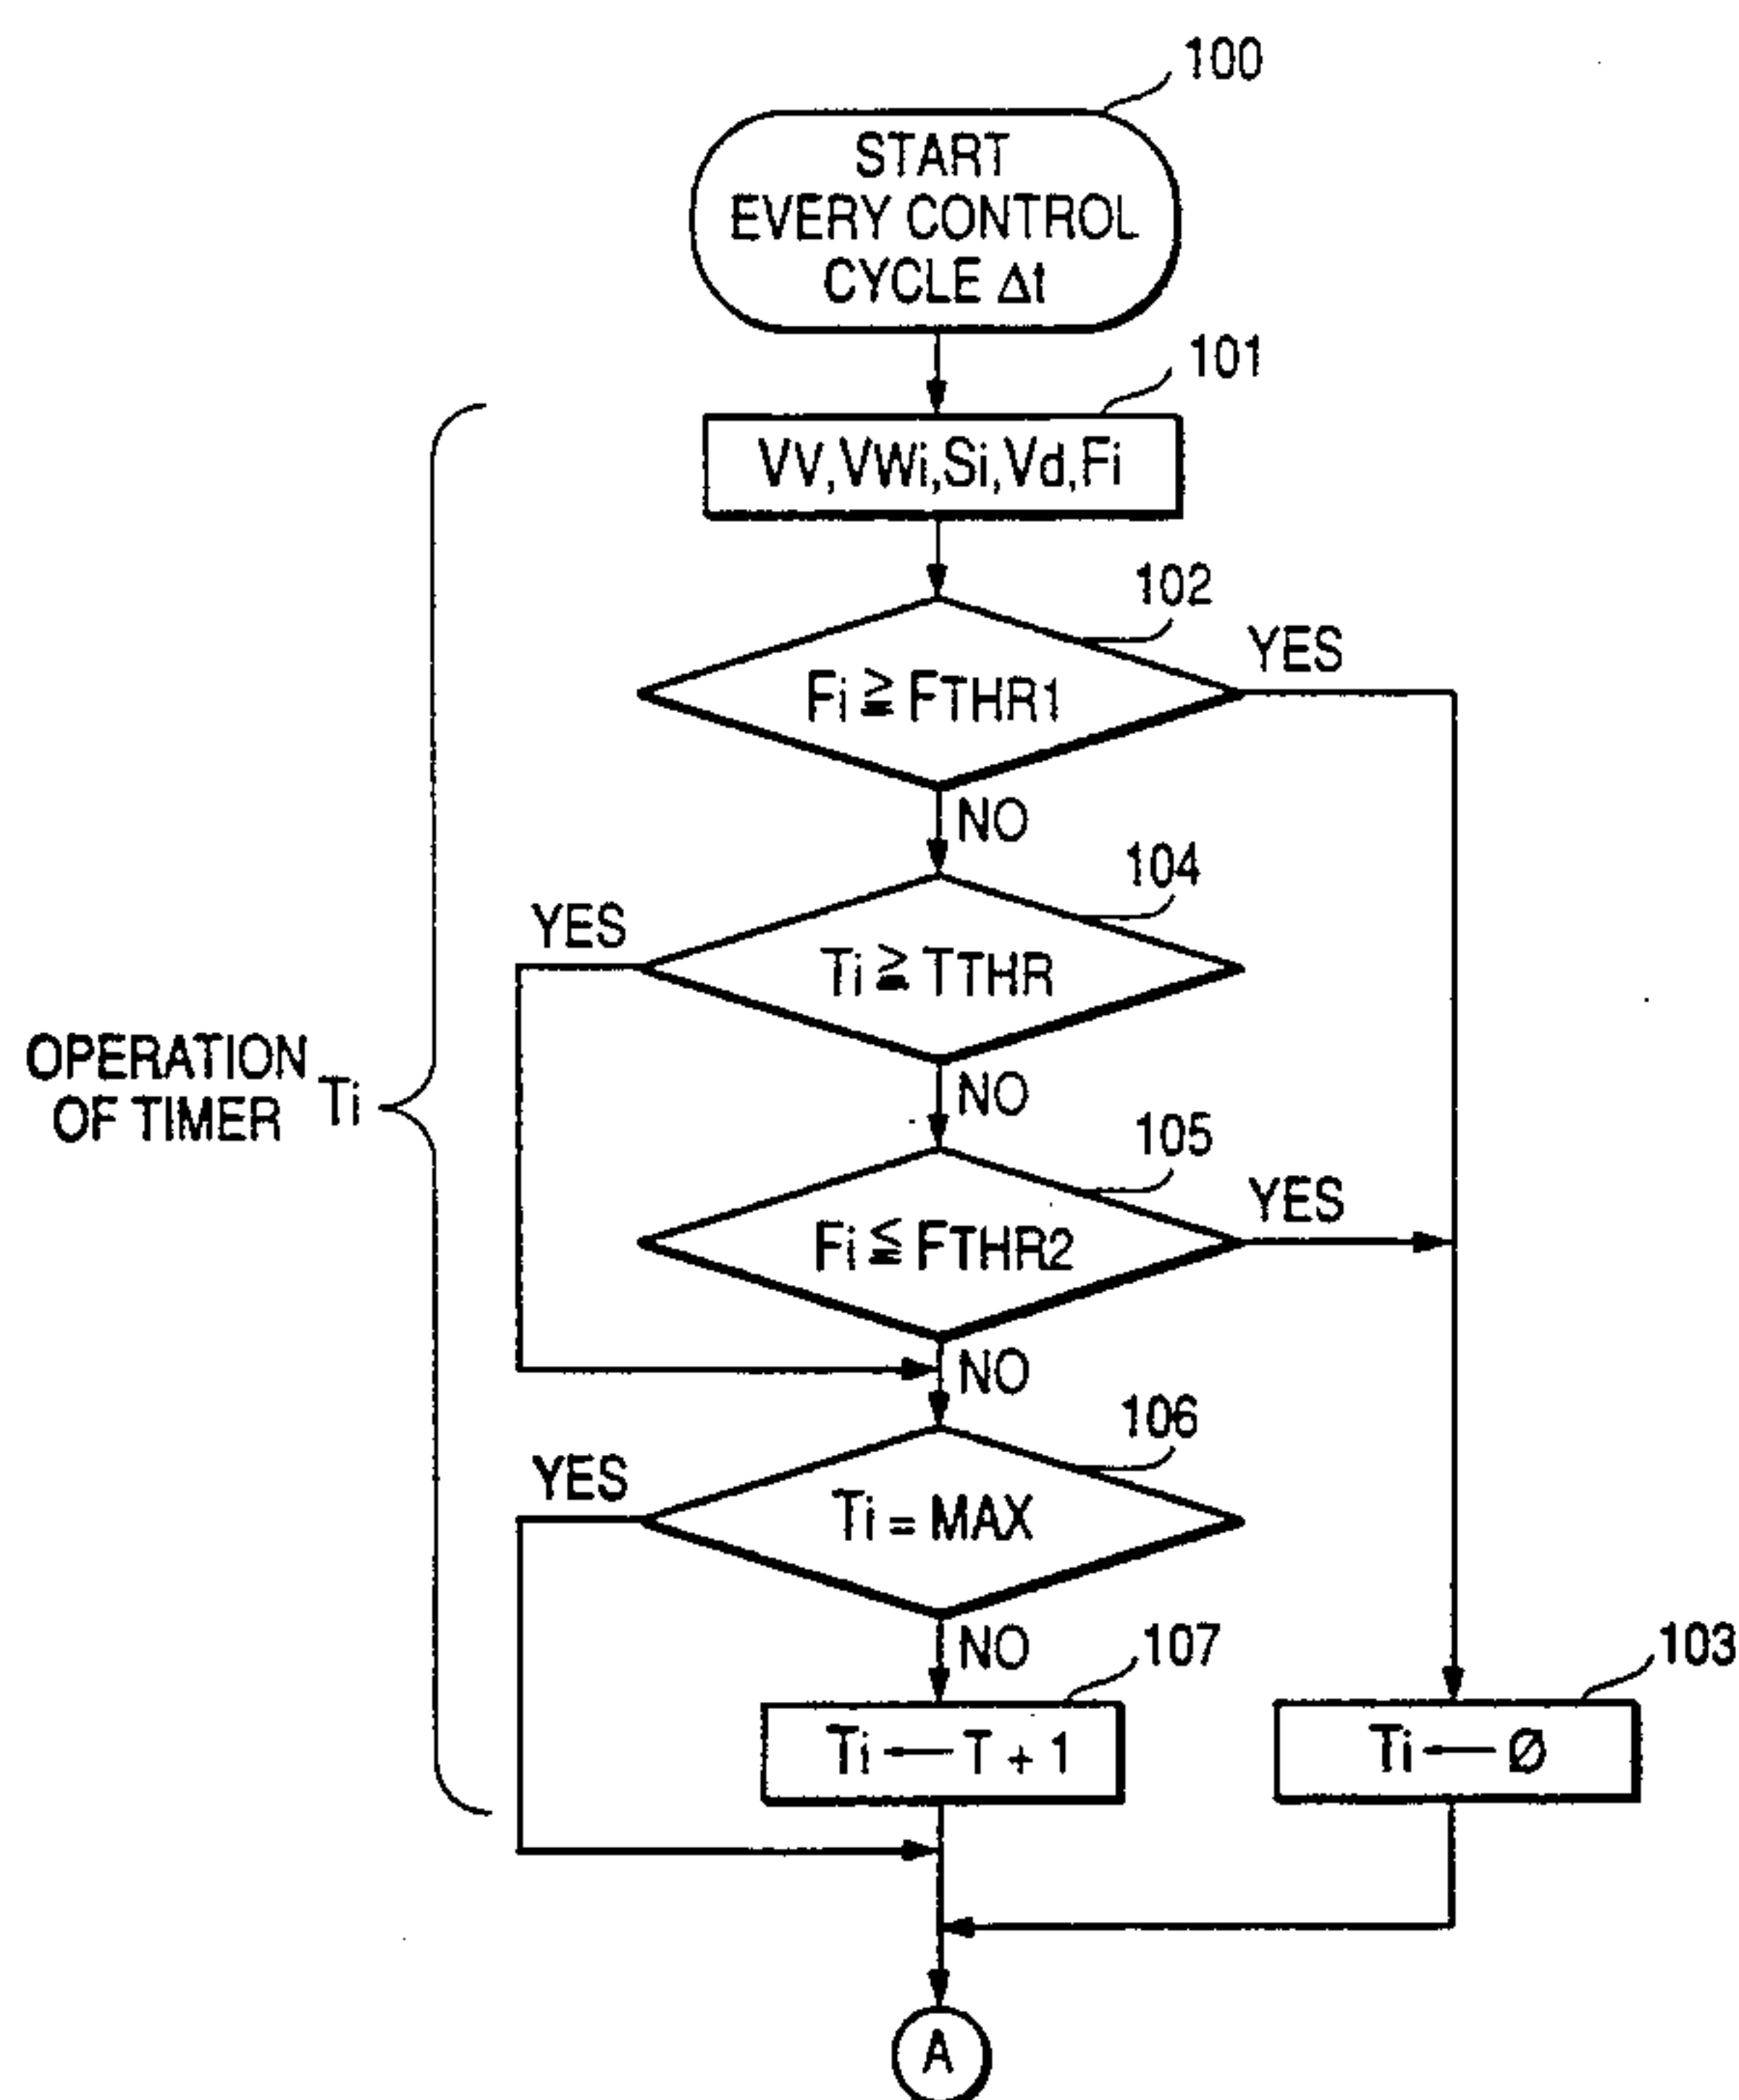 100
START
EVERY CONTROL
CYCLE Δt
101
VV,VWi,Si,Vd,Fi
102
YES
Fi ≧ FTHR1
NO
104
YES
Ti ≧ TTHR
NO
OPERATION
OF TIMER Ti
105
YES
Fi ≦ FTHR2
NO
106
YES
Ti = MAX
NO
107
103
Ti ← T + 1
Ti ← Ø
A